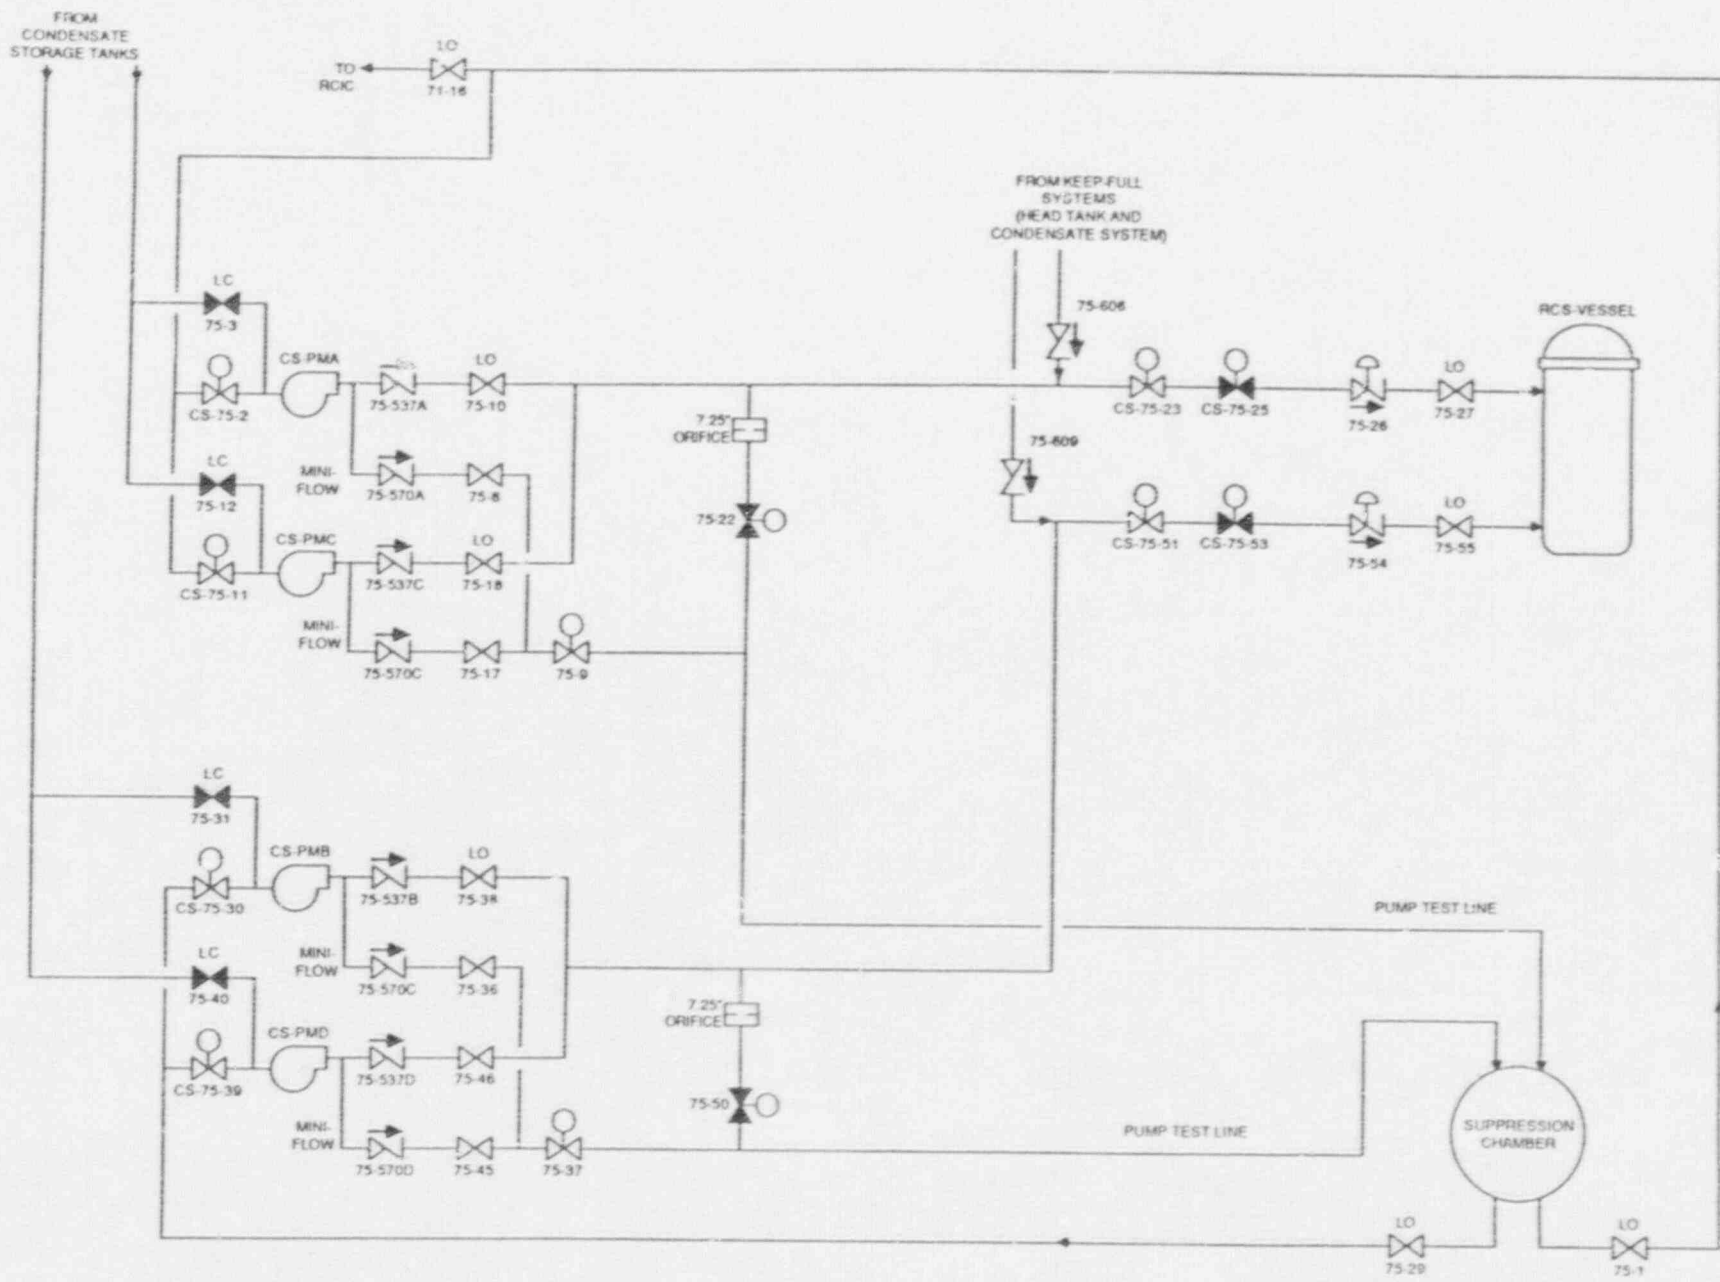 FROM
CONDENSATE
STORAGE TANKS
LO
TO
RCIC
71-16
FROM KEEP-FULL
SYSTEMS
(HEAD TANK AND
CONDENSATE SYSTEM)
75-606
RCS-VESSEL
LC
75-3
CS-PMA
LO
CS-75-2
75-537A
75-10
7.25"
ORIFICE
CS-75-23
CS-75-25
75-26
LO
75-27
75-609
LC
75-12
MINI-
FLOW
75-570A
75-8
75-22
CS-PMC
LO
CS-75-11
75-537C
75-18
CS-75-51
CS-75-53
75-54
LO
75-55
MINI-
FLOW
75-570C
75-17
75-9
LC
75-31
CS-PMB
LO
CS-75-30
75-537B
75-38
PUMP TEST LINE
LC
75-40
MINI-
FLOW
75-570C
75-36
7.25"
ORIFICE
CS-PMD
CS-75-39
75-537D
75-46
75-50
MINI-
FLOW
75-570D
75-45
75-37
PUMP TEST LINE
SUPPRESSION
CHAMBER
LO
75-29
LO
75-1